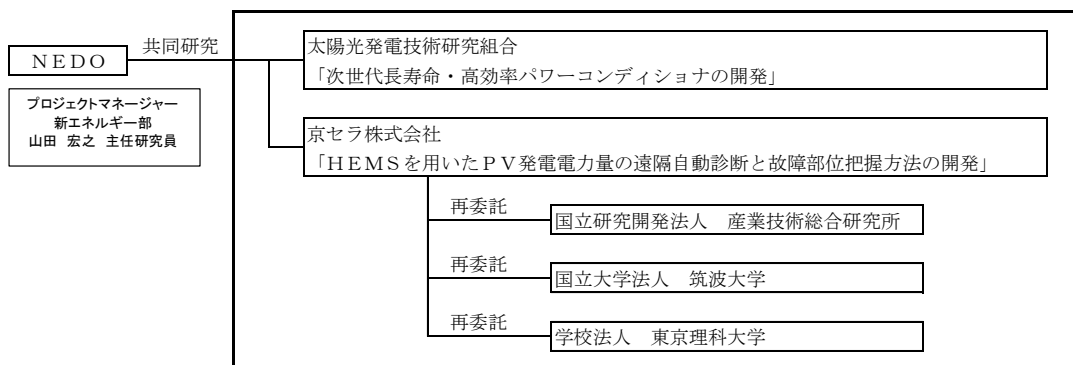 共同研究
NEDO
プロジェクトマネージャー
新エネルギー部
山田 宏之 主任研究員
太陽光発電技術研究組合
「次世代長寿命・高効率パワーコンディショナの開発」
京セラ株式会社
「HEMSを用いたPV発電電力量の遠隔自動診断と故障部位把握方法の開発」
再委託
国立研究開発法人 産業技術総合研究所
再委託
国立大学法人 筑波大学
再委託
学校法人 東京理科大学